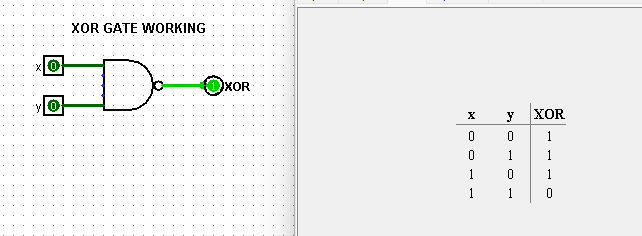 XOR GATE WORKING
x 0
1 XOR
y 0
x y XOR
0 0 1
0 1 1
1 0 1
1 1 0